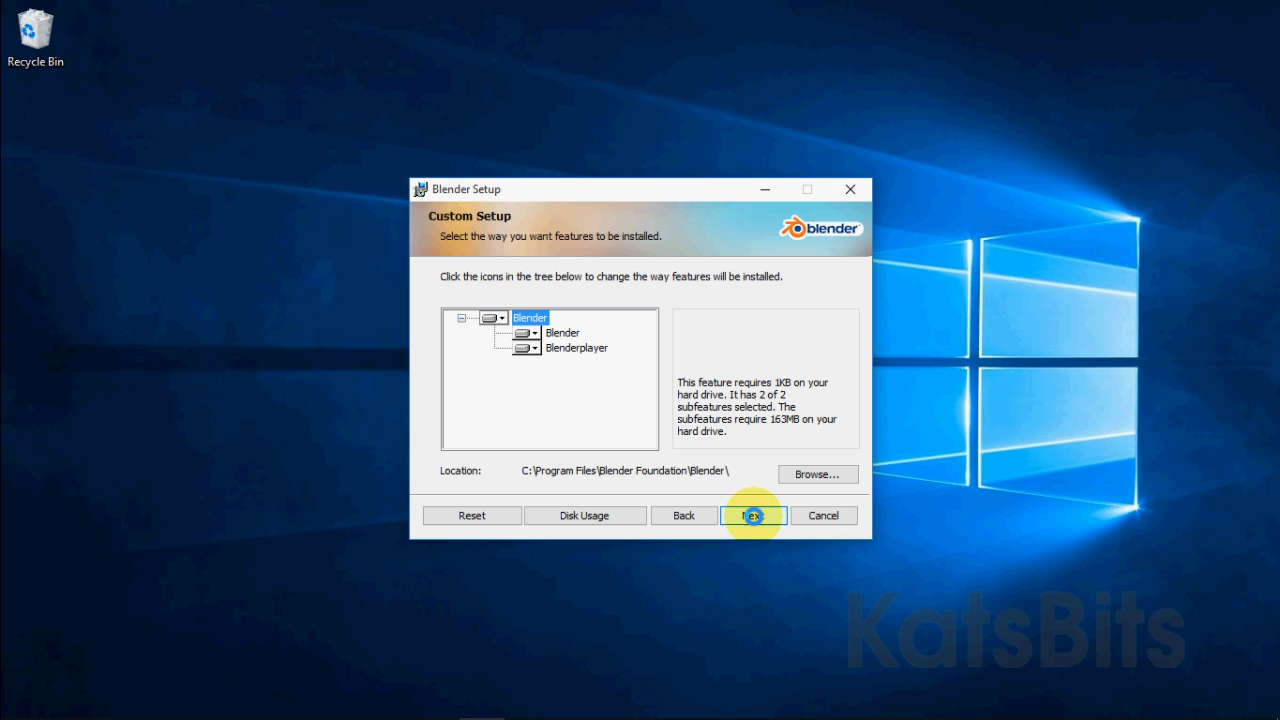 Recycle Bin
Blender Setup
Custom Setup
Select the way you want features to be installed.
blender
Click the icons in the tree below to change the way features will be installed.
Blender
Blender
Blenderplayer
This feature requires 1KB on your
hard drive. It has 2 of 2
subfeatures selected. The
subfeatures require 163MB on your
hard drive.
Location:
C:\Program Files\Blender Foundation\Blender\
Browse...
Reset
Disk Usage
Back
Next
Cancel
KatsBits